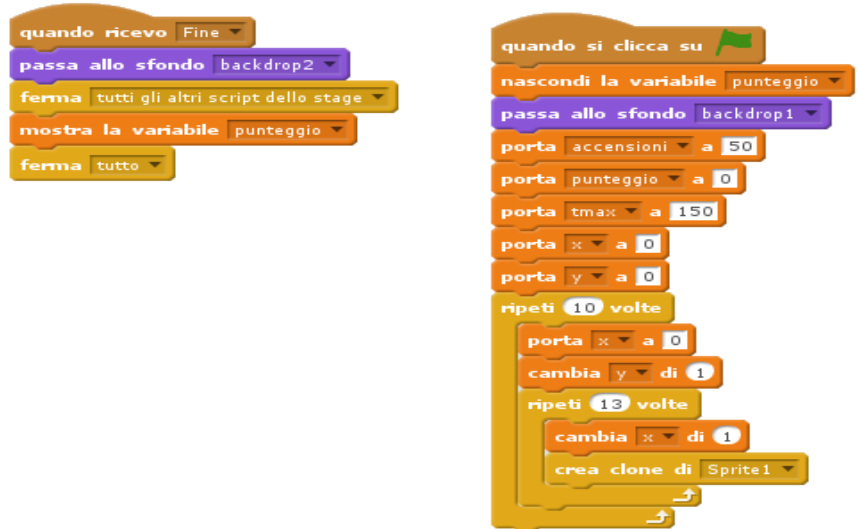 quando ricevo Fine
passa allo sfondo backdrop2
ferma tutti gli altri script dello stage
mostra la variabile punteggio
ferma tutto
quando si clicca su
nascondi la variabile punteggio
passa allo sfondo backdrop1
porta accensioni a 50
porta punteggio a 0
porta tmax a 150
porta x a 0
porta y a 0
ripeti 10 volte
porta x a 0
cambia y di 1
ripeti 13 volte
cambia x di 1
crea clone di Sprite1